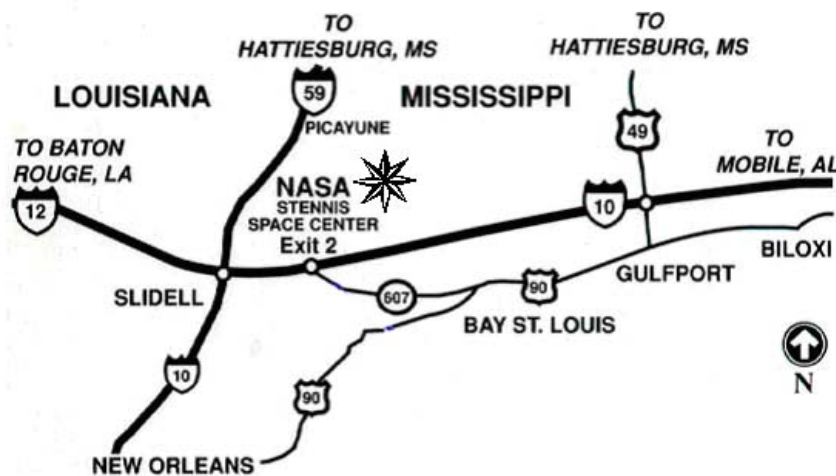 TO
HATTIESBURG, MS
TO
HATTIESBURG, MS
LOUISIANA
59
MISSISSIPPI
PICAYUNE
49
TO BATON
ROUGE, LA
TO
MOBILE, AL
12
NASA
STENNIS
SPACE CENTER
Exit 2
10
SLIDELL
607
90
GULFPORT
BILOXI
BAY ST. LOUIS
10
90
N
NEW ORLEANS